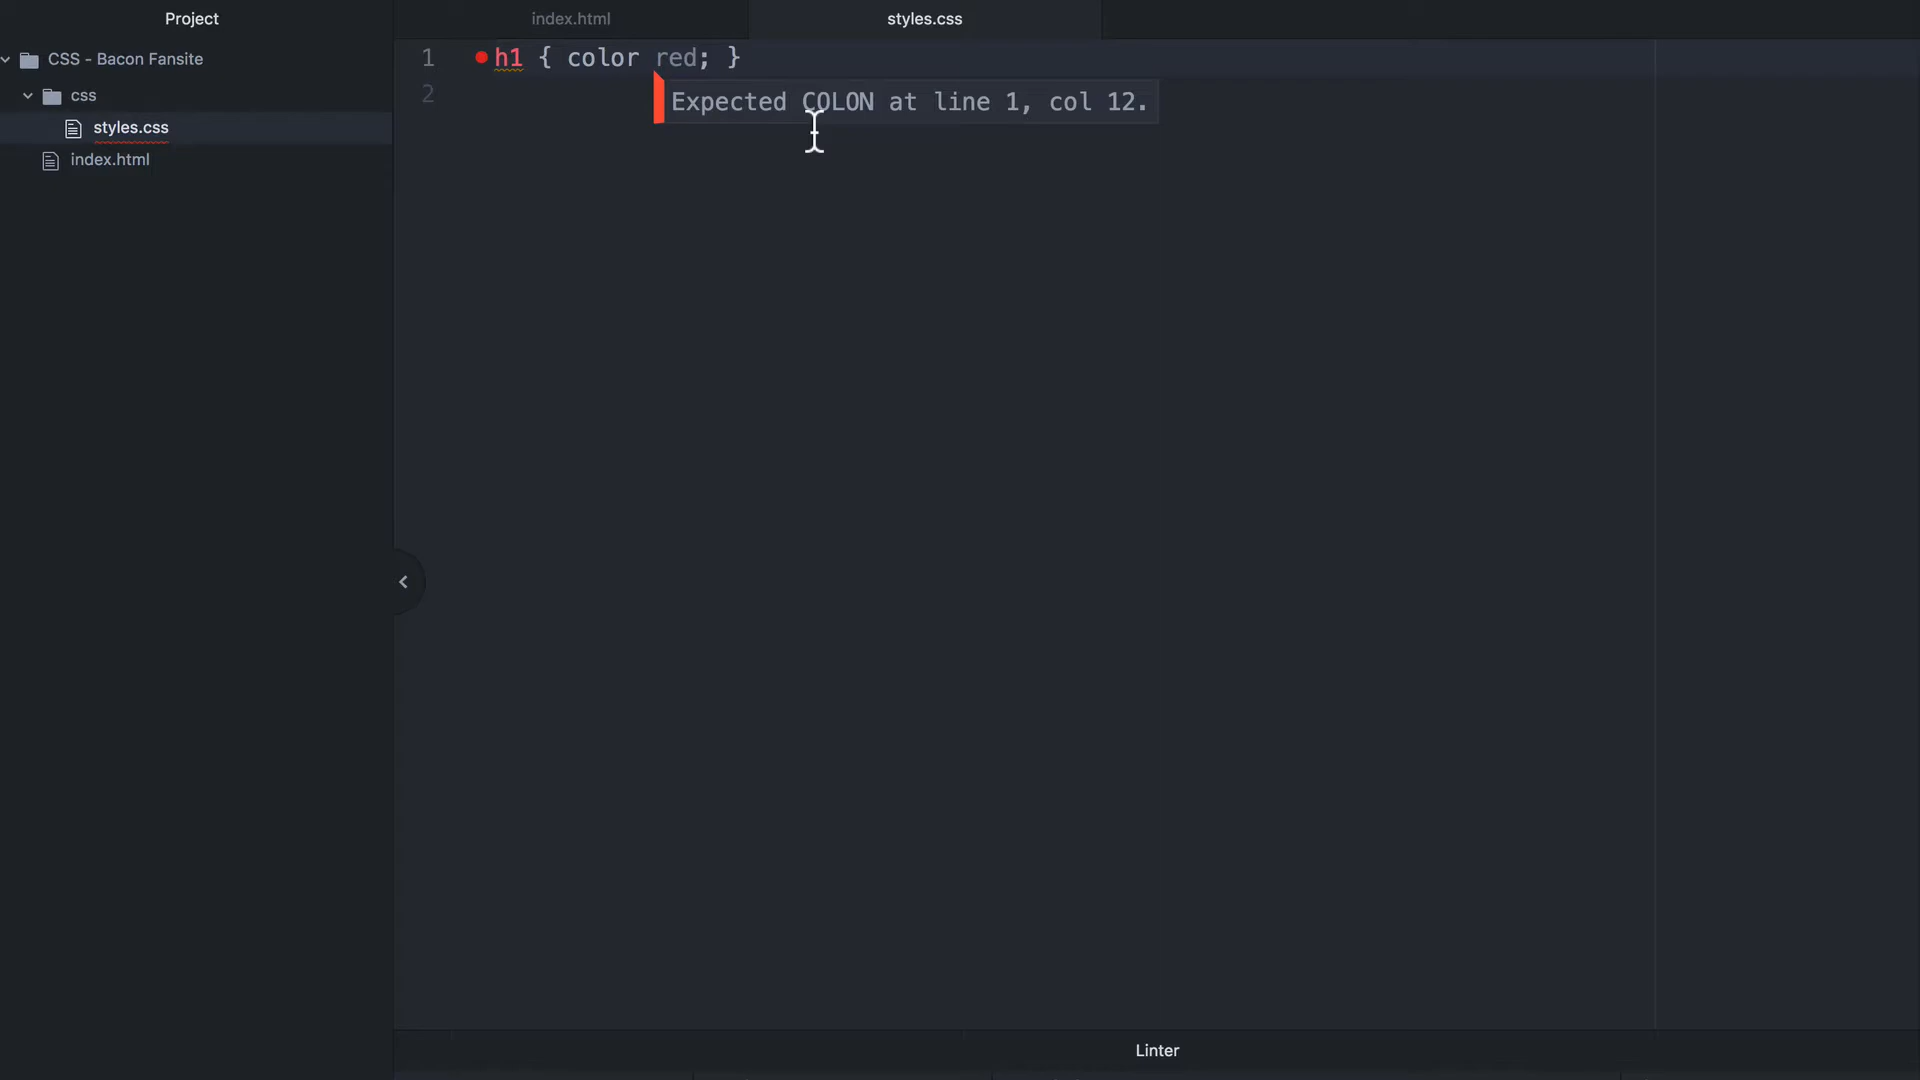 Project
index.html
styles.css
CSS - Bacon Fansite
css
styles.css
index.html
1 h1 { color red; }
2
Expected COLON at line 1, col 12.
Linter